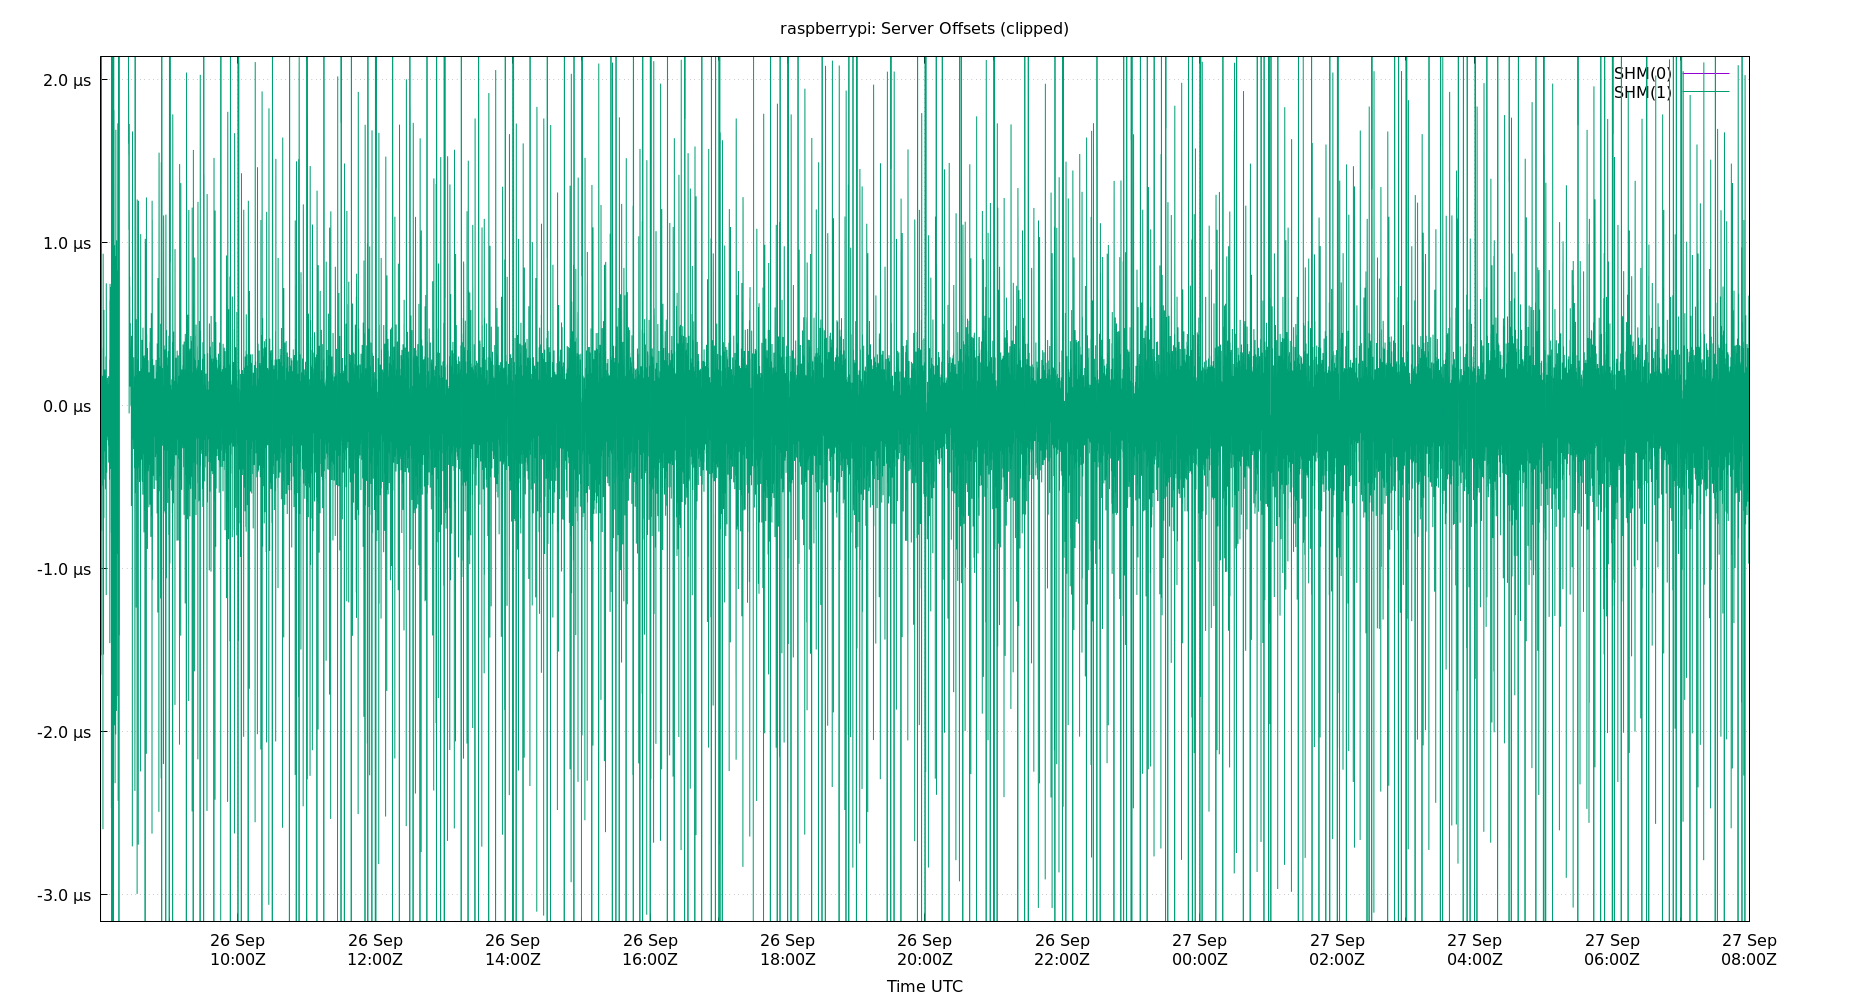 raspberrypi: Server Offsets (clipped)
2.0 µs
1.0 µs
0.0 µs
-1.0 µs
-2.0 µs
-3.0 µs
SHM(0)
SHM(1)
26 Sep 26 Sep 26 Sep 26 Sep 26 Sep 26 Sep 26 Sep 27 Sep 27 Sep 27 Sep 27 Sep 27 Sep
10:00Z 12:00Z 14:00Z 16:00Z 18:00Z 20:00Z 22:00Z 00:00Z 02:00Z 04:00Z 06:00Z 08:00Z
Time UTC